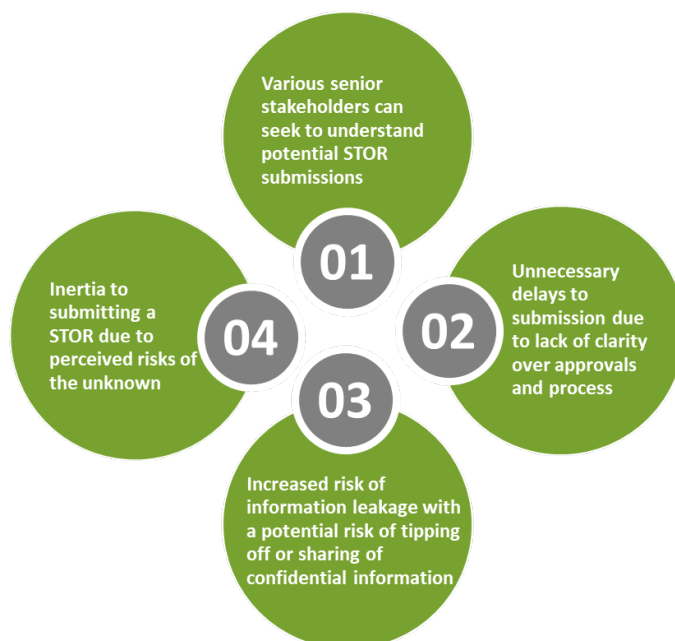 Various senior
stakeholders can
seek to understand
potential STOR
submissions
01
Unnecessary
delays to
submission due
to lack of clarity
over approvals
and process
02
03
Increased risk of
information leakage with
a potential risk of tipping
off or sharing of
confidential information
Inertia to
submitting a
STOR due to
perceived risks of
the unknown
04